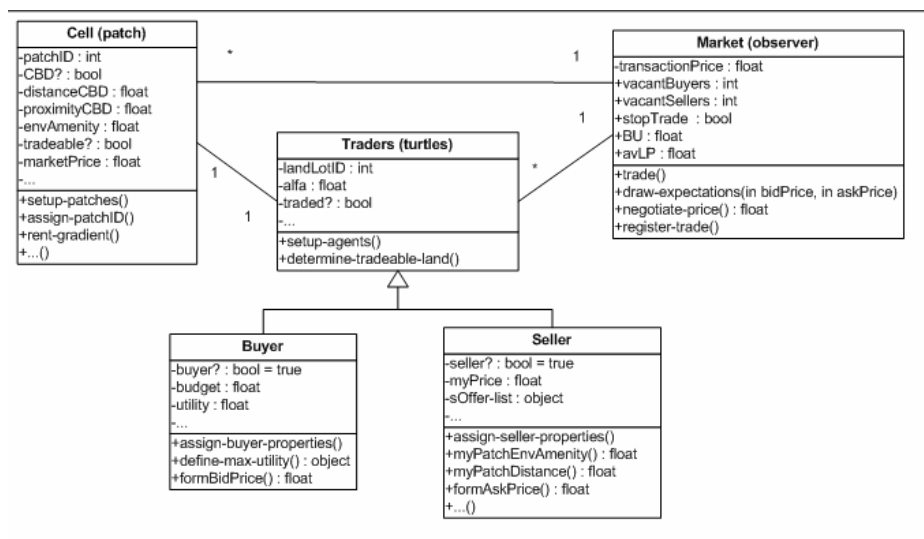 Cell (patch)
-patchID : int
-CBD? : bool
-distanceCBD : float
-proximityCBD : float
-envAmenity : float
-tradeable? : bool
-marketPrice : float
-...
+setup-patches()
+assign-patchID()
+rent-gradient()
+...()
*
1
Market (observer)
-transactionPrice : float
+vacantBuyers : int
+vacantSellers : int
+stopTrade : bool
+BU : float
+avLP : float
+trade()
+draw-expectations(in bidPrice, in askPrice)
+negotiate-price() : float
+register-trade()
1
*
1
1
Traders (turtles)
-landLotID : int
-alfa : float
-traded? : bool
-...
+setup-agents()
+determine-tradeable-land()
Buyer
-buyer? : bool = true
-budget : float
-utility : float
-...
+assign-buyer-properties()
+define-max-utility() : object
+formBidPrice() : float
Seller
-seller? : bool = true
-myPrice : float
-sOffer-list : object
-...
+assign-seller-properties()
+myPatchEnvAmenity() : float
+myPatchDistance() : float
+formAskPrice() : float
+...()